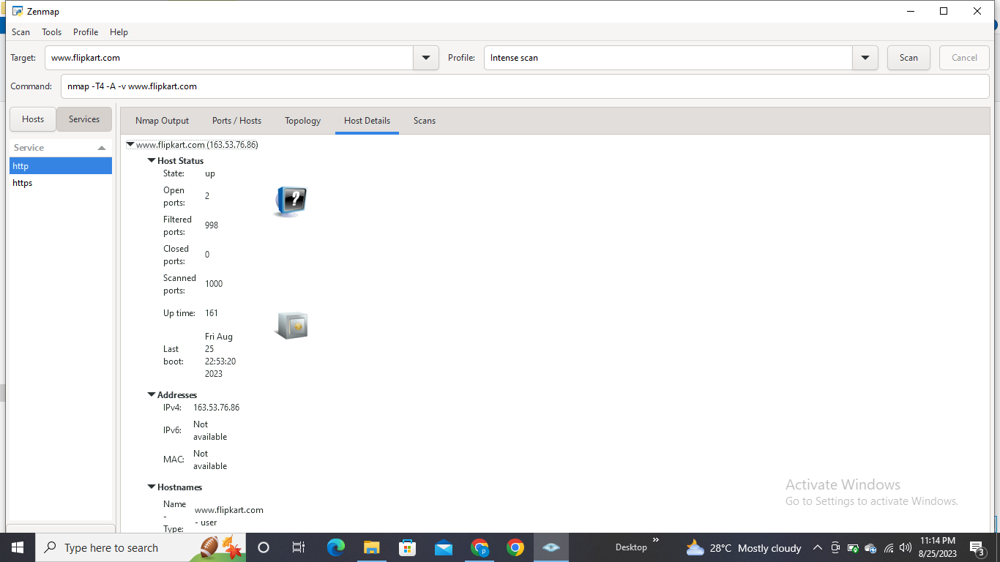 Zenmap
Scan Tools Profile Help
Target: www.flipkart.com Profile: Intense scan Scan Cancel
Command: nmap -T4 -A -v www.flipkart.com
Hosts Services
Nmap Output Ports / Hosts Topology Host Details Scans
Service
http
https
www.flipkart.com (163.53.76.86)
Host Status
State: up
Open
ports: 2
Filtered
ports: 998
Closed
ports: 0
Scanned
ports: 1000
Up time: 161
Last
boot:
Fri Aug
25
22:53:20
2023
Addresses
IPv4: 163.53.76.86
IPv6: Not
available
MAC: Not
available
Hostnames
Name
-
Type:
www.flipkart.com
- user
Activate Windows
Go to Settings to activate Windows.
Type here to search
Desktop
28°C Mostly cloudy
11:14 PM
8/25/2023
3